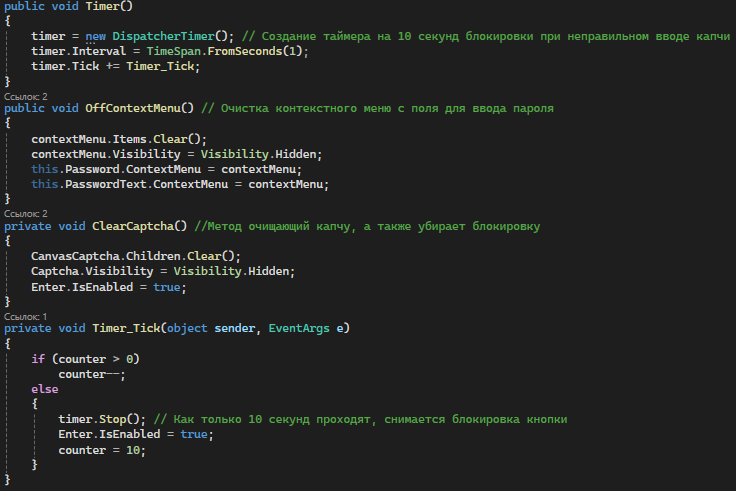 public void Timer()
{
timer = new DispatcherTimer(); // Создание таймера на 10 секунд блокировки при неправильном вводе капчи
timer.Interval = TimeSpan.FromSeconds(1);
timer.Tick += Timer_Tick;
}
Ссылок: 2
public void OffContextMenu() // Очистка контекстного меню с поля для ввода пароля
{
contextMenu.Items.Clear();
contextMenu.Visibility = Visibility.Hidden;
this.Password.ContextMenu = contextMenu;
this.PasswordText.ContextMenu = contextMenu;
}
Ссылок: 2
private void ClearCaptcha() //Метод очищающий капчу, а также убирает блокировку
{
CanvasCaptcha.Children.Clear();
Captcha.Visibility = Visibility.Hidden;
Enter.IsEnabled = true;
}
Ссылок: 1
private void Timer_Tick(object sender, EventArgs e)
{
if (counter > 0)
counter--;
else
{
timer.Stop(); // Как только 10 секунд проходят, снимается блокировка кнопки
Enter.IsEnabled = true;
counter = 10;
}
}